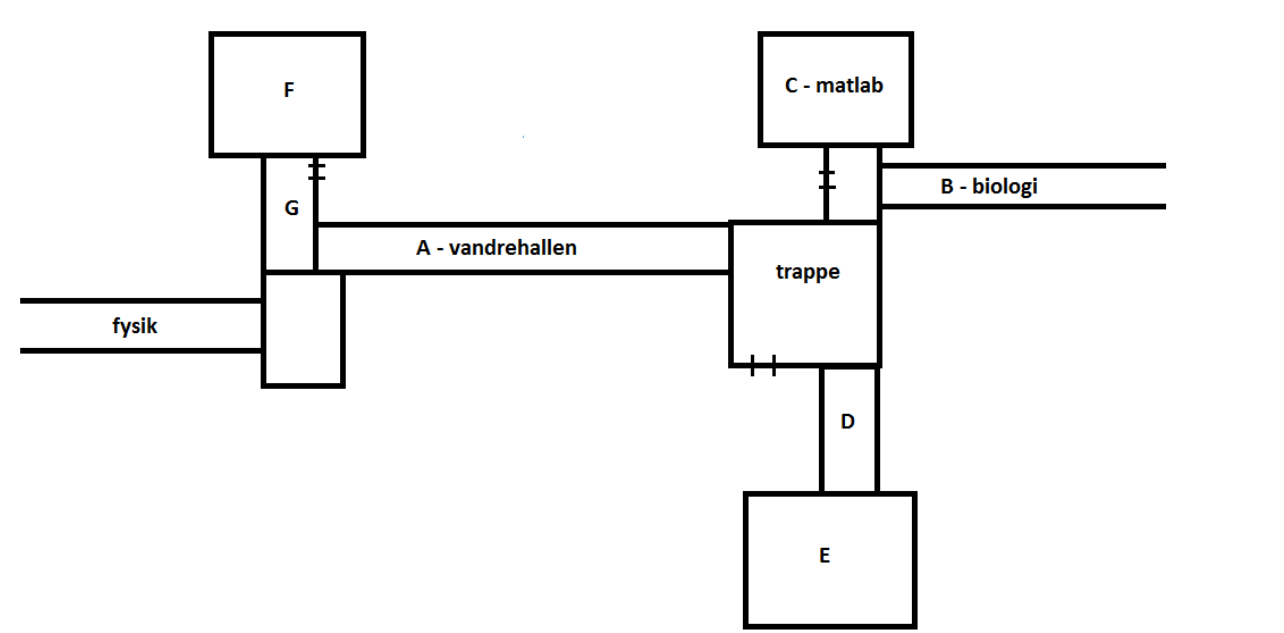 F
C - matlab
B - biologi
G
A - vandrehallen
trappe
fysik
D
E